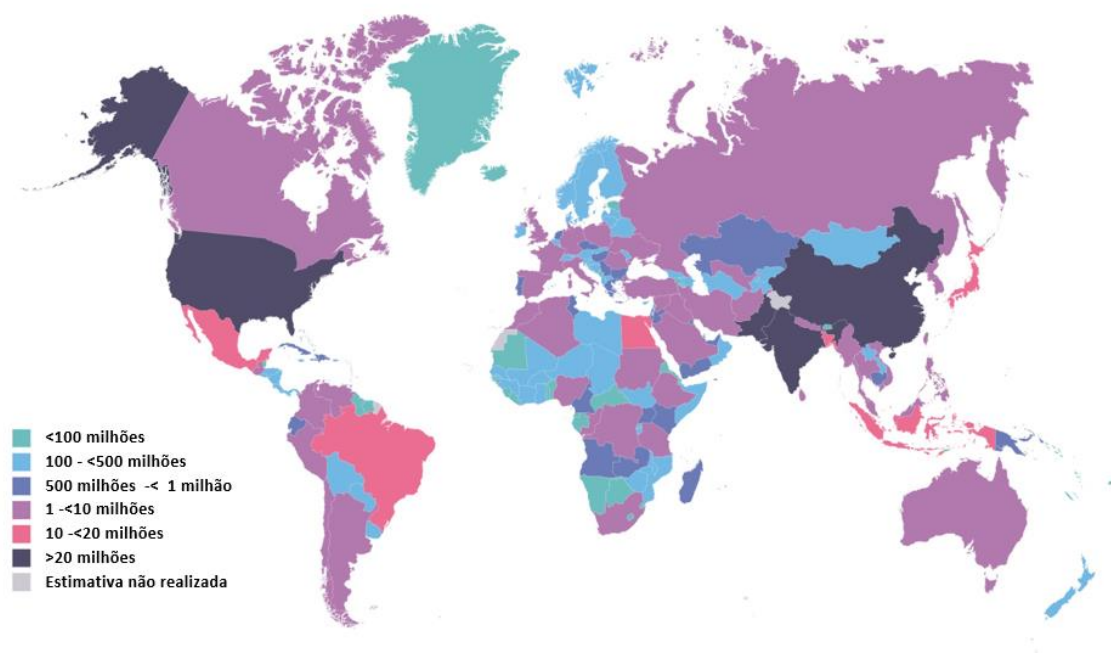 <100 milhões
100 - <500 milhões
500 milhões -< 1 milhão
1 -<10 milhões
10 -<20 milhões
>20 milhões
Estimativa não realizada